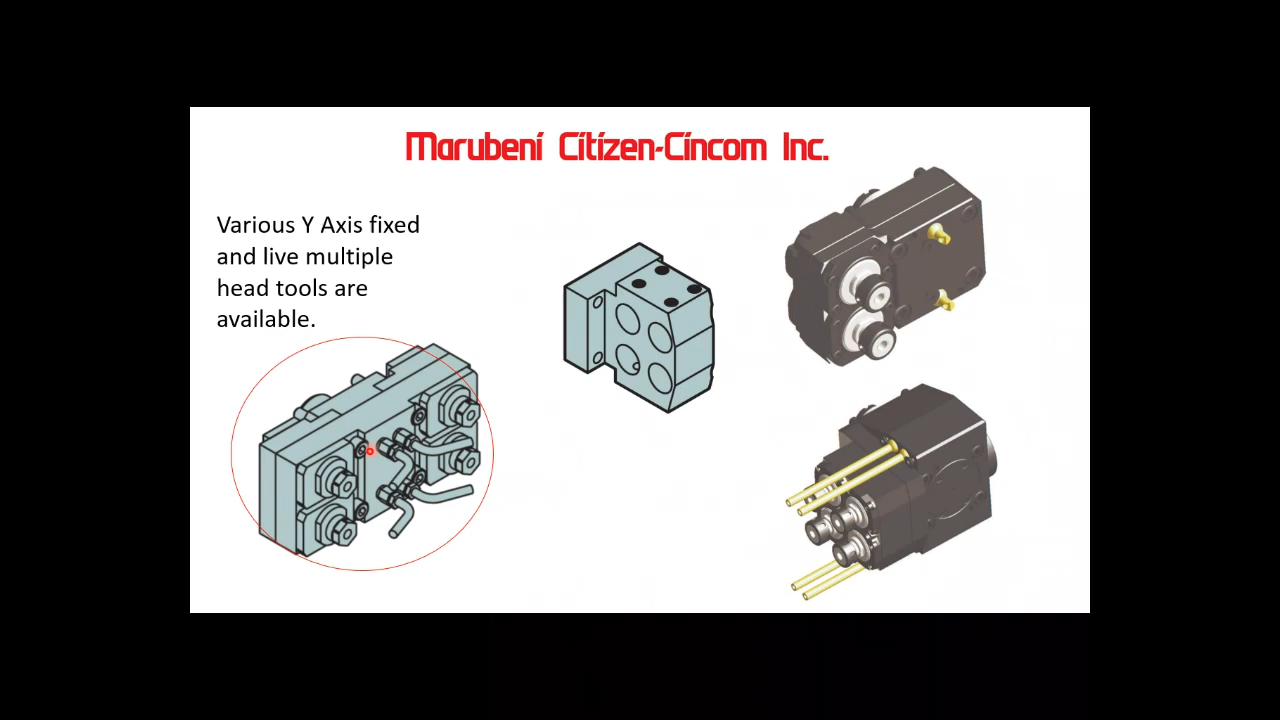 Marubeni Citizen-Cincom Inc.
Various Y Axis fixed
and live multiple
head tools are
available.